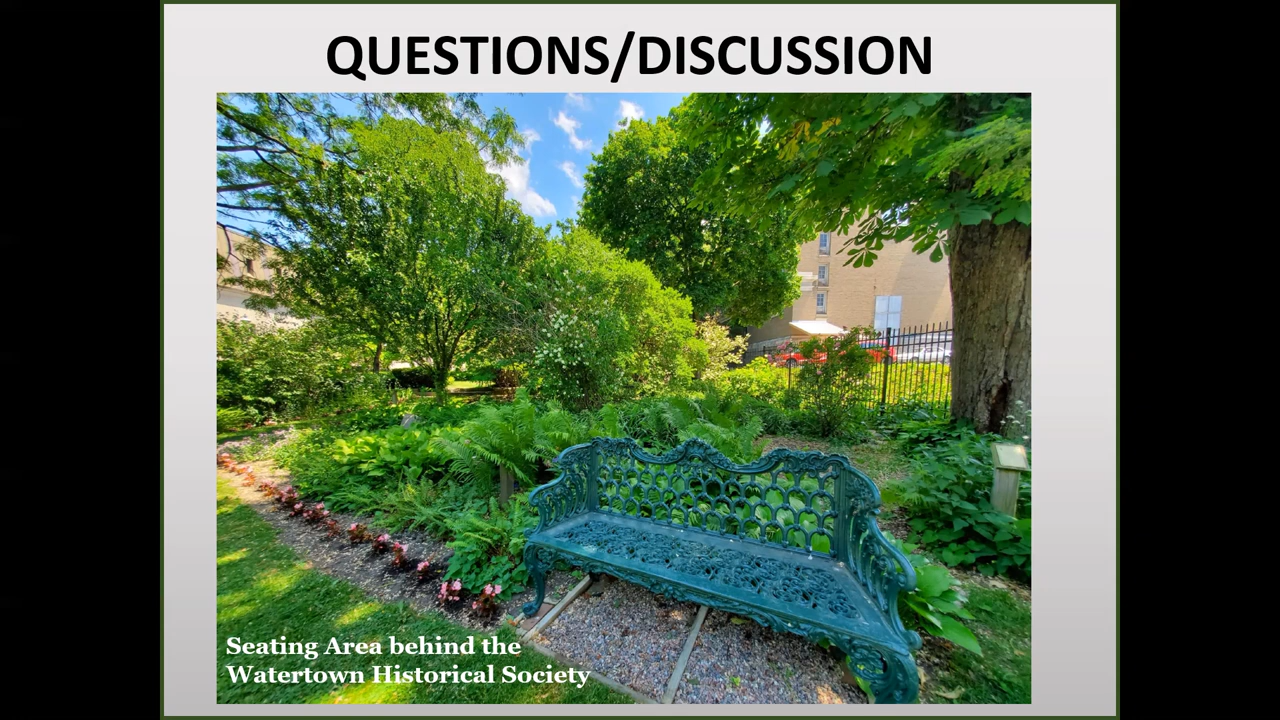 QUESTIONS/DISCUSSION
Seating Area behind the
Watertown Historical Society